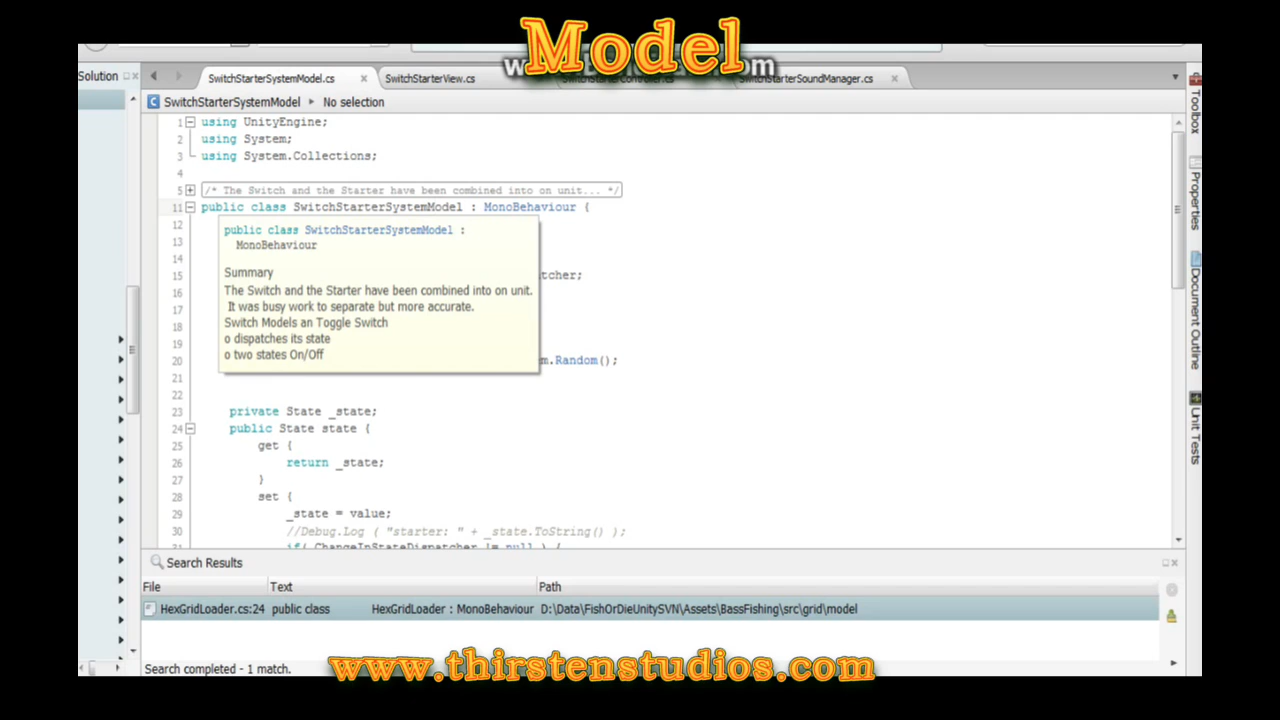 Model
Solution
SwitchStarterSystemModel.cs
SwitchStarterView.cs
SwitchStarterSoundManager.cs
SwitchStarterSystemModel
No selection
1 using UnityEngine;
2 using System;
3 using System.Collections;
4
5 /* The Switch and the Starter have been combined into on unit... */
11 public class SwitchStarterSystemModel : MonoBehaviour {
12
13
14
15 tcher;
16
17
18
19
20 m.Random();
21
22
23 private State _state;
24 public State state {
25 get {
26 return _state;
27 }
28 set {
29 _state = value;
30 //Debug.Log ( "starter: " + _state.ToString() );
31 if( ChangeInStateDispatcher != null ) {
public class SwitchStarterSystemModel :
MonoBehaviour
Summary
The Switch and the Starter have been combined into on unit.
It was busy work to separate but more accurate.
Switch Models an Toggle Switch
o dispatches its state
o two states On/Off
Toolbox
Properties
Document Outline
Unit Tests
Search Results
File Text Path
HexGridLoader.cs:24 public class HexGridLoader : MonoBehaviour D:\Data\FishOrDieUnitySVN\Assets\BassFishing\src\grid\model
Search completed - 1 match.
www.thirstenstudios.com